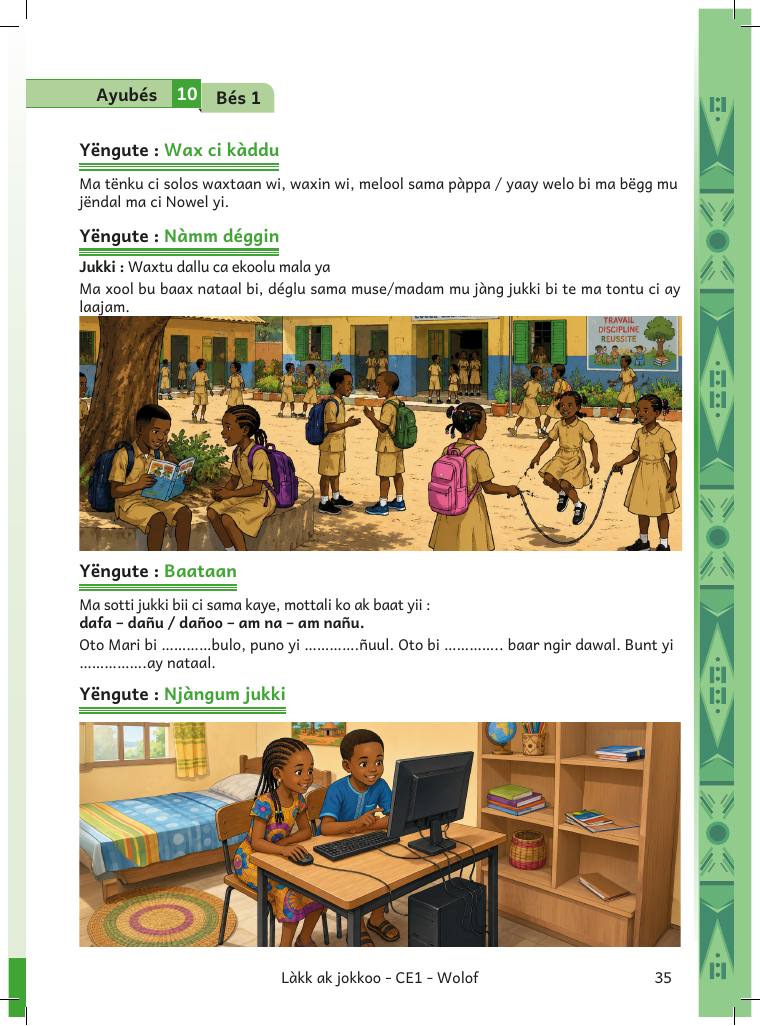 Ayubés 10 Bés 1
Yëngute : Wax ci kàddu
Ma tënku ci solos waxtaan wi, waxin wi, melool sama pàppa / yaay welo bi ma bëgg mu
jëndal ma ci Nowel yi.
Yëngute : Nàmm déggin
Jukki : Waxtu dallu ca ekoolu mala ya
Ma xool bu baax nataal bi, déglu sama muse/madam mu jàng jukki bi te ma tontu ci ay
laajam.
TRAVAIL
DISCIPLINE
REUSSITE
Yëngute : Baataan
Ma sotti jukki bii ci sama kaye, mottali ko ak baat yii :
dafa – dañu / dañoo – am na – am nañu.
Oto Mari bi …………bulo, puno yi ………….ñuul. Oto bi ………….. baar ngir dawal. Bunt yi
…………….ay nataal.
Yëngute : Njàngum jukki
Làkk ak jokkoo - CE1 - Wolof
35